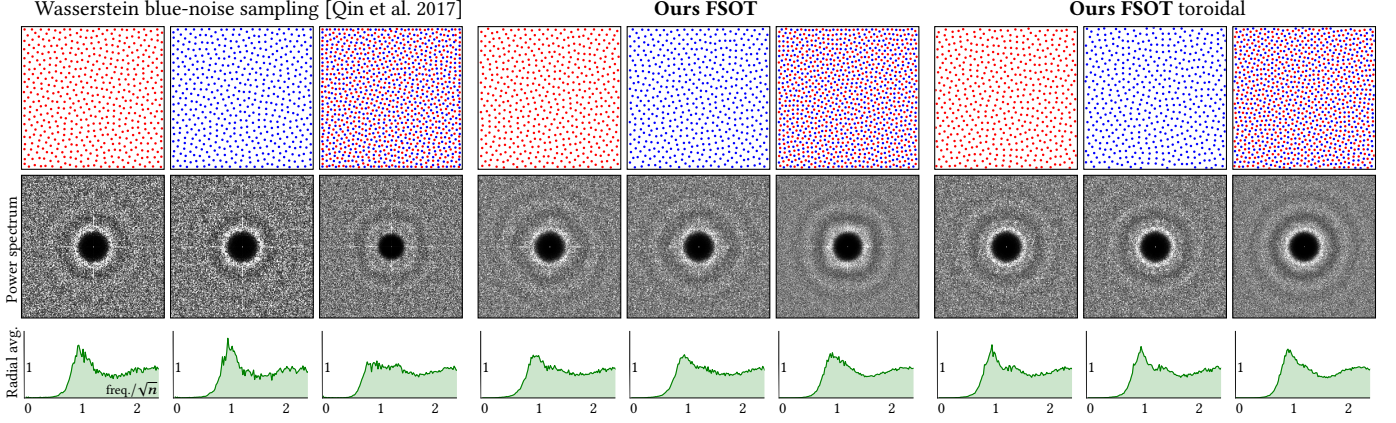 Wasserstein blue-noise sampling [Qin et al. 2017]
Ours FSOT
Ours FSOT toroidal
Power spectrum
Radial avg.
1 1 1 1 1 1 1 1 1
freq./√n
0 1 2 0 1 2 0 1 2 0 1 2 0 1 2 0 1 2 0 1 2 0 1 2 0 1 2